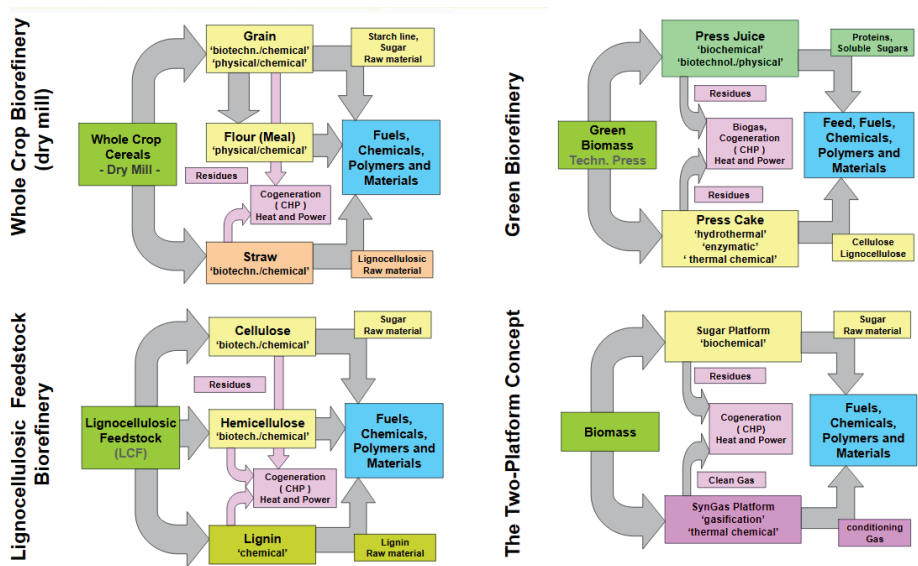 Whole Crop Biorefinery
(dry mill)
Grain
‘biotechn./chemical’
‘physical/chemical’
Starch line,
Sugar
Raw material
Whole Crop
Cereals
- Dry Mill -
Flour (Meal)
‘physical/chemical’
Fuels,
Chemicals,
Polymers and
Materials
Residues
Cogeneration
( CHP )
Heat and Power
Straw
‘biotechn./chemical’
Lignocellulosic
Raw material
Green Biorefinery
Press Juice
‘biochemical’
‘biotechnol./physical’
Proteins,
Soluble Sugars
Residues
Green
Biomass
Techn. Press
Biogas,
Cogeneration
( CHP)
Heat and Power
Feed, Fuels,
Chemicals,
Polymers and
Materials
Residues
Press Cake
‘hydrothermal’
‘enzymatic’
‘ thermal chemical’
Cellulose
Lignocellulose
Lignocellulosic Feedstock
Biorefinery
Cellulose
‘biotech./chemical’
Sugar
Raw material
Residues
Lignocellulosic
Feedstock
(LCF)
Hemicellulose
‘biotech./chemical’
Fuels,
Chemicals,
Polymers and
Materials
Cogeneration
( CHP )
Heat and Power
Lignin
‘chemical’
Lignin
Raw material
The Two-Platform Concept
Sugar Platform
‘biochemical’
Sugar
Raw material
Residues
Biomass
Cogeneration
( CHP)
Heat and Power
Fuels,
Chemicals,
Polymers and
Materials
Clean Gas
SynGas Platform
‘gasification’
‘thermal chemical’
conditioning
Gas